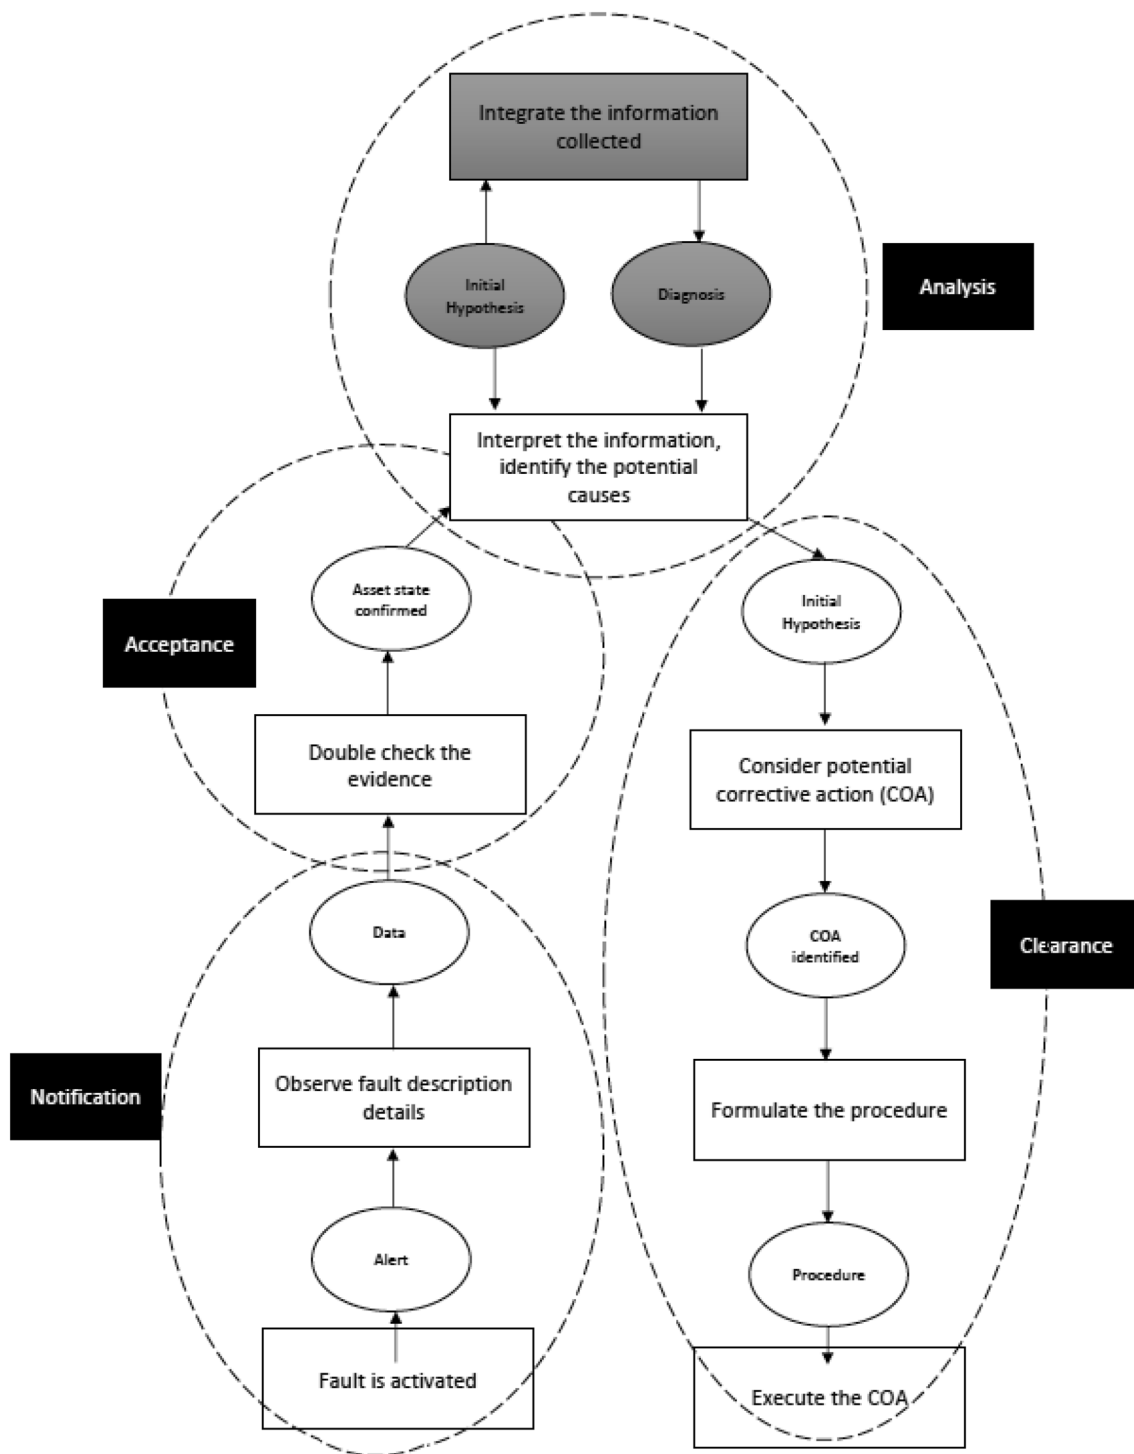 Integrate the information
collected
Initial
Hypothesis
Diagnosis
Analysis
Interpret the information,
identify the potential
causes
Asset state
confirmed
Initial
Hypothesis
Acceptance
Double check the
evidence
Consider potential
corrective action (COA)
Data
COA
identified
Clearance
Notification
Observe fault description
details
Formulate the procedure
Alert
Procedure
Fault is activated
Execute the COA